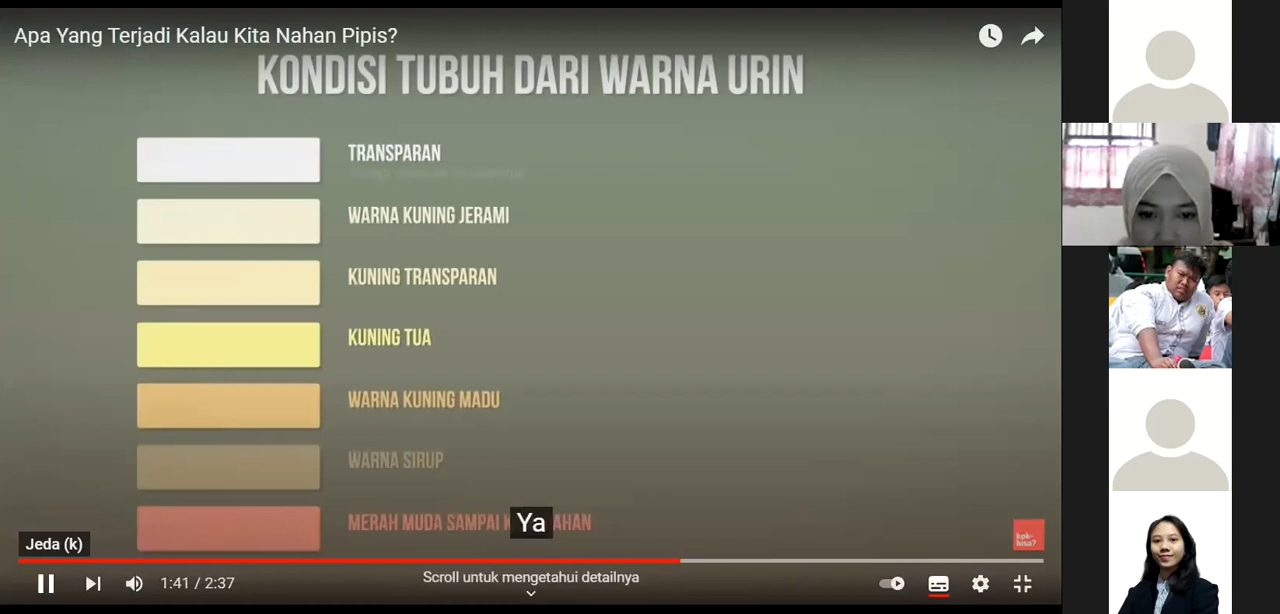 Apa Yang Terjadi Kalau Kita Nahan Pipis?
KONDISI TUBUH DARI WARNA URIN
TRANSPARAN
WARNA KUNING JERAMI
KUNING TRANSPARAN
KUNING TUA
WARNA KUNING MADU
WARNA SIRUP
MERAH MUDA SAMPAI
Ya
kok-
bisa?
Jeda (k)
1:41 / 2:37
Scroll untuk mengetahui detailnya